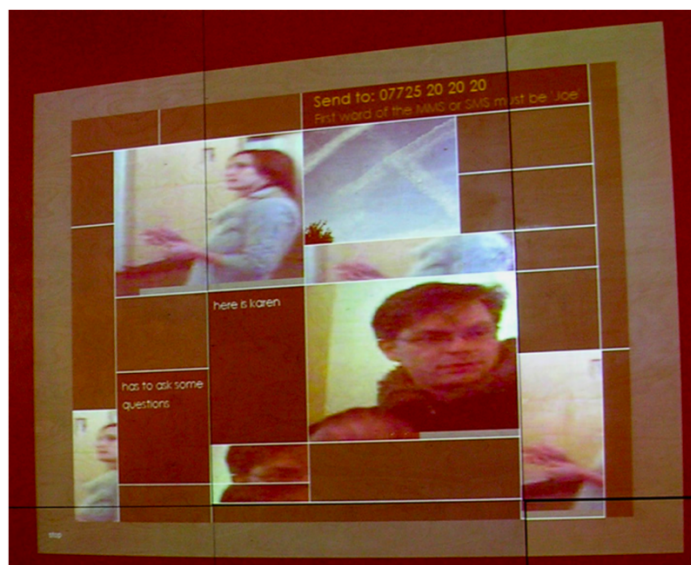 Send to: 07725 20 20 20
First word of the MMS or SMS must be 'Joe'
here is karen
has to ask some
questions
stop